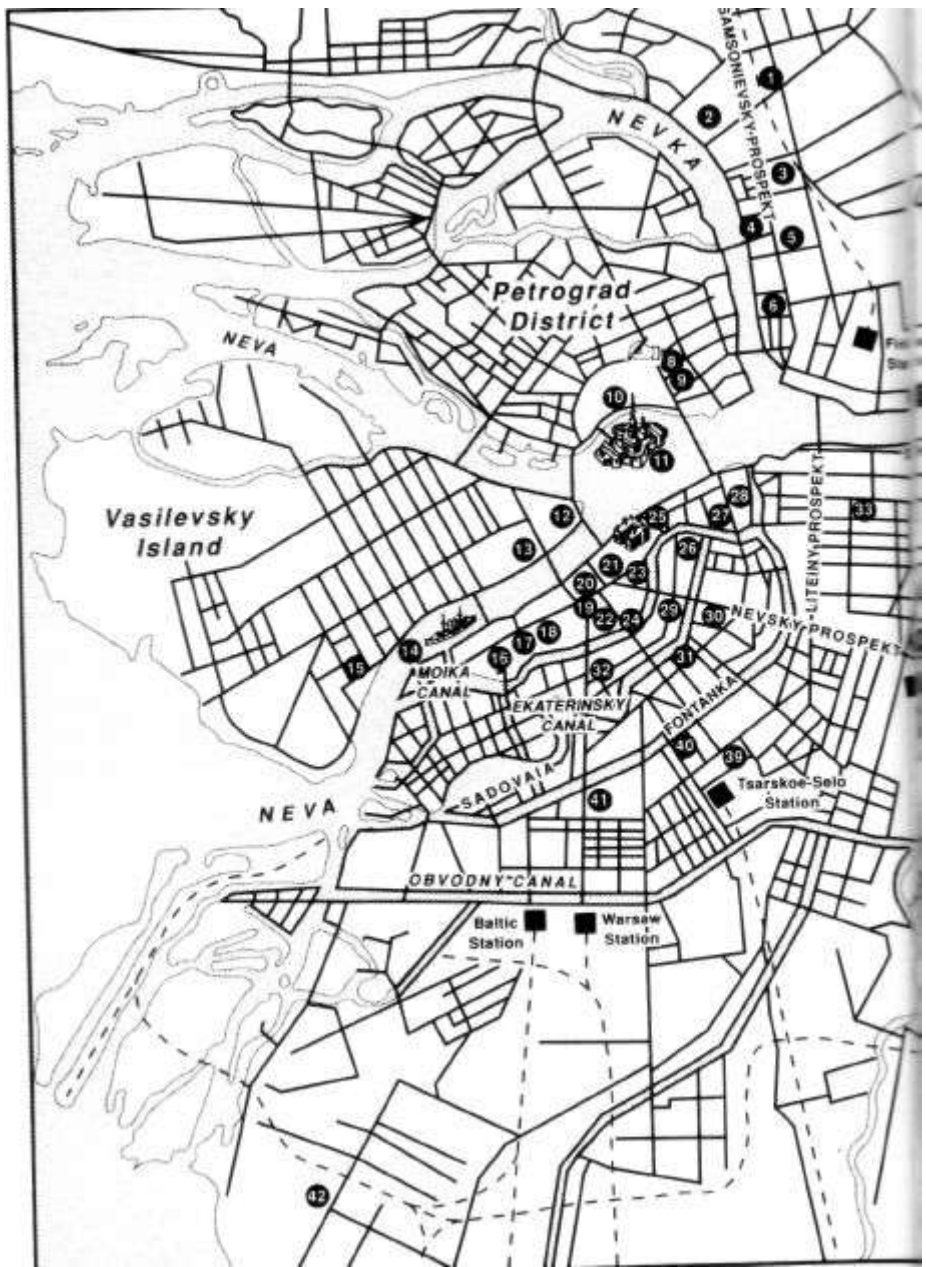 SAMSONIEVSKY-PROSPEKT
1
2
NEVKA
3
4
5
Petrograd
District
6
NEVA
8
9
10
11
Vasilevsky
Island
12
13
25
28
27
26
33
LITEINY-PROSPEKT
21
23
20
19
22
24
29
30
NEVSKY-PROSPEKT
18
17
16
14
15
MOIKA
CANAL
32
31
EKATERINSKY
CANAL
FONTANKA
40
39
SADOVAIA
41
Tsarskoe-Selo
Station
NEVA
OBVODNY-CANAL
Baltic
Station
Warsaw
Station
42